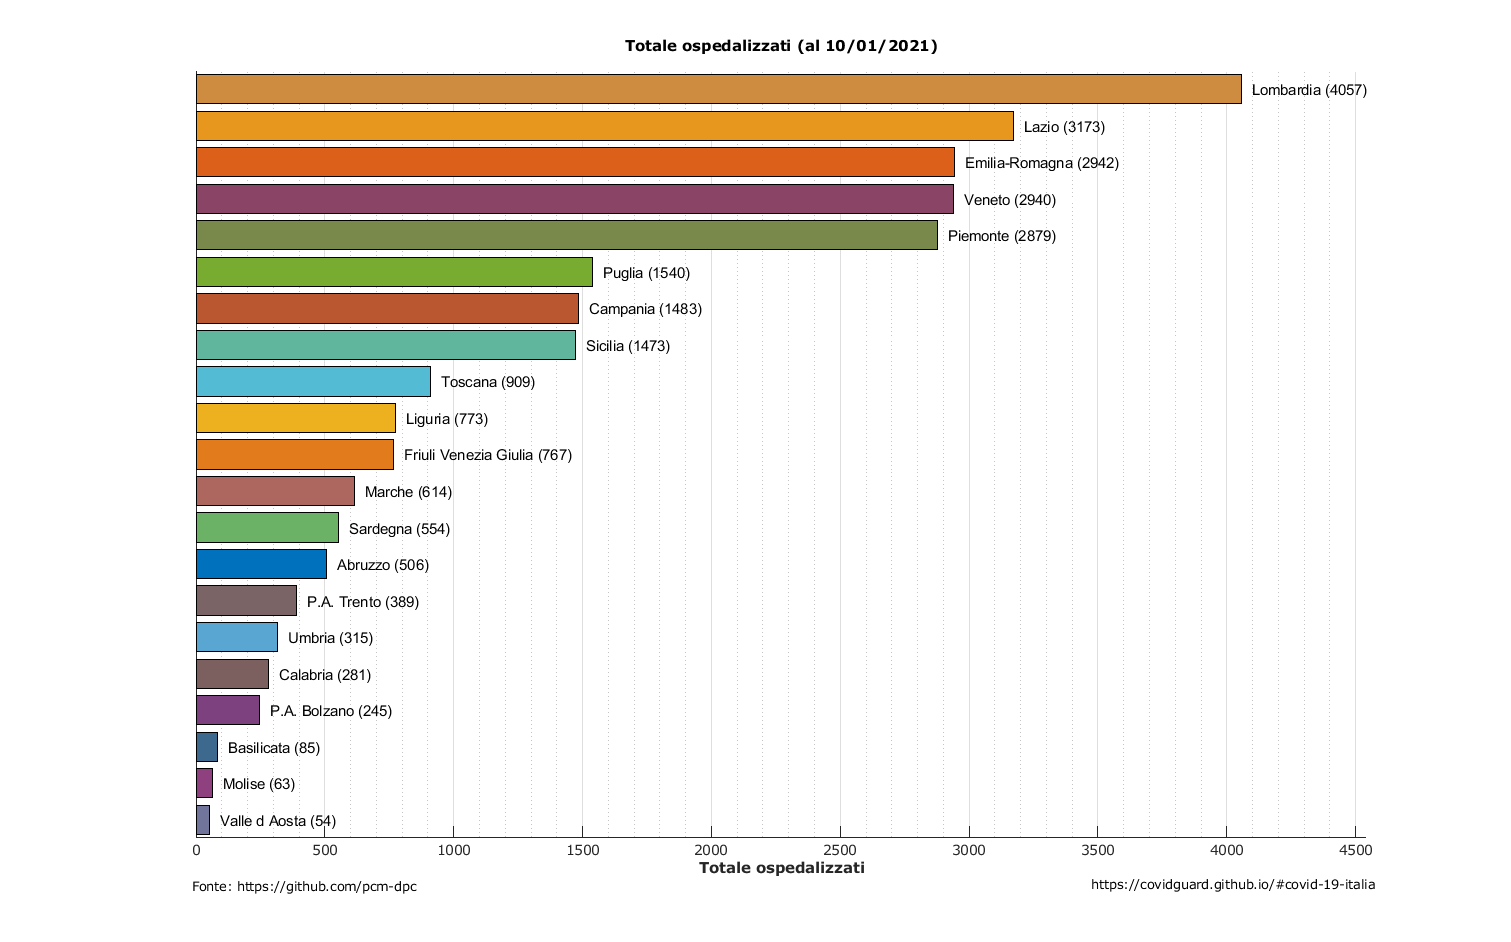 Totale ospedalizzati (al 10/01/2021)
Lombardia (4057)
Lazio (3173)
Emilia-Romagna (2942)
Veneto (2940)
Piemonte (2879)
Puglia (1540)
Campania (1483)
Sicilia (1473)
Toscana (909)
Liguria (773)
Friuli Venezia Giulia (767)
Marche (614)
Sardegna (554)
Abruzzo (506)
P.A. Trento (389)
Umbria (315)
Calabria (281)
P.A. Bolzano (245)
Basilicata (85)
Molise (63)
Valle d Aosta (54)
0 500 1000 1500 2000 2500 3000 3500 4000 4500
Totale ospedalizzati
Fonte: https://github.com/pcm-dpc
https://covidguard.github.io/#covid-19-italia